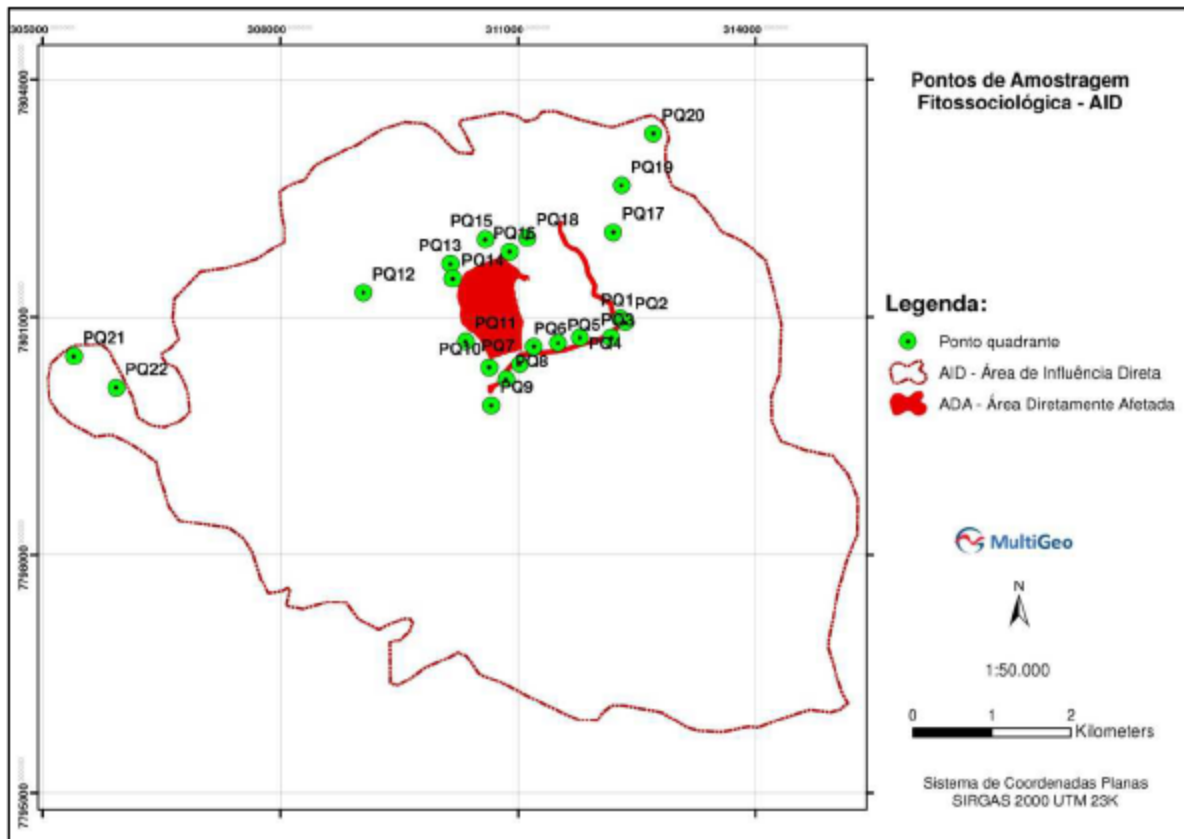 305000
308000
311000
314000
7804000
7801000
7798000
7795000
Pontos de Amostragem
Fitossociológica - AID
PQ20
PQ19
PQ17
PQ15
PQ15
PQ18
PQ13
PQ14
PQ12
PQ1
PQ2
PQ3
PQ11
PQ6
PQ5
PQ4
PQ10
PQ7
PQ8
PQ9
PQ21
PQ22
Legenda:
Ponto quadrante
AID - Área de Influência Direta
ADA - Área Diretamente Afetada
MultiGeo
N
1:50.000
0 1 2
Kilometers
Sistema de Coordenadas Planas
SIRGAS 2000 UTM 23K